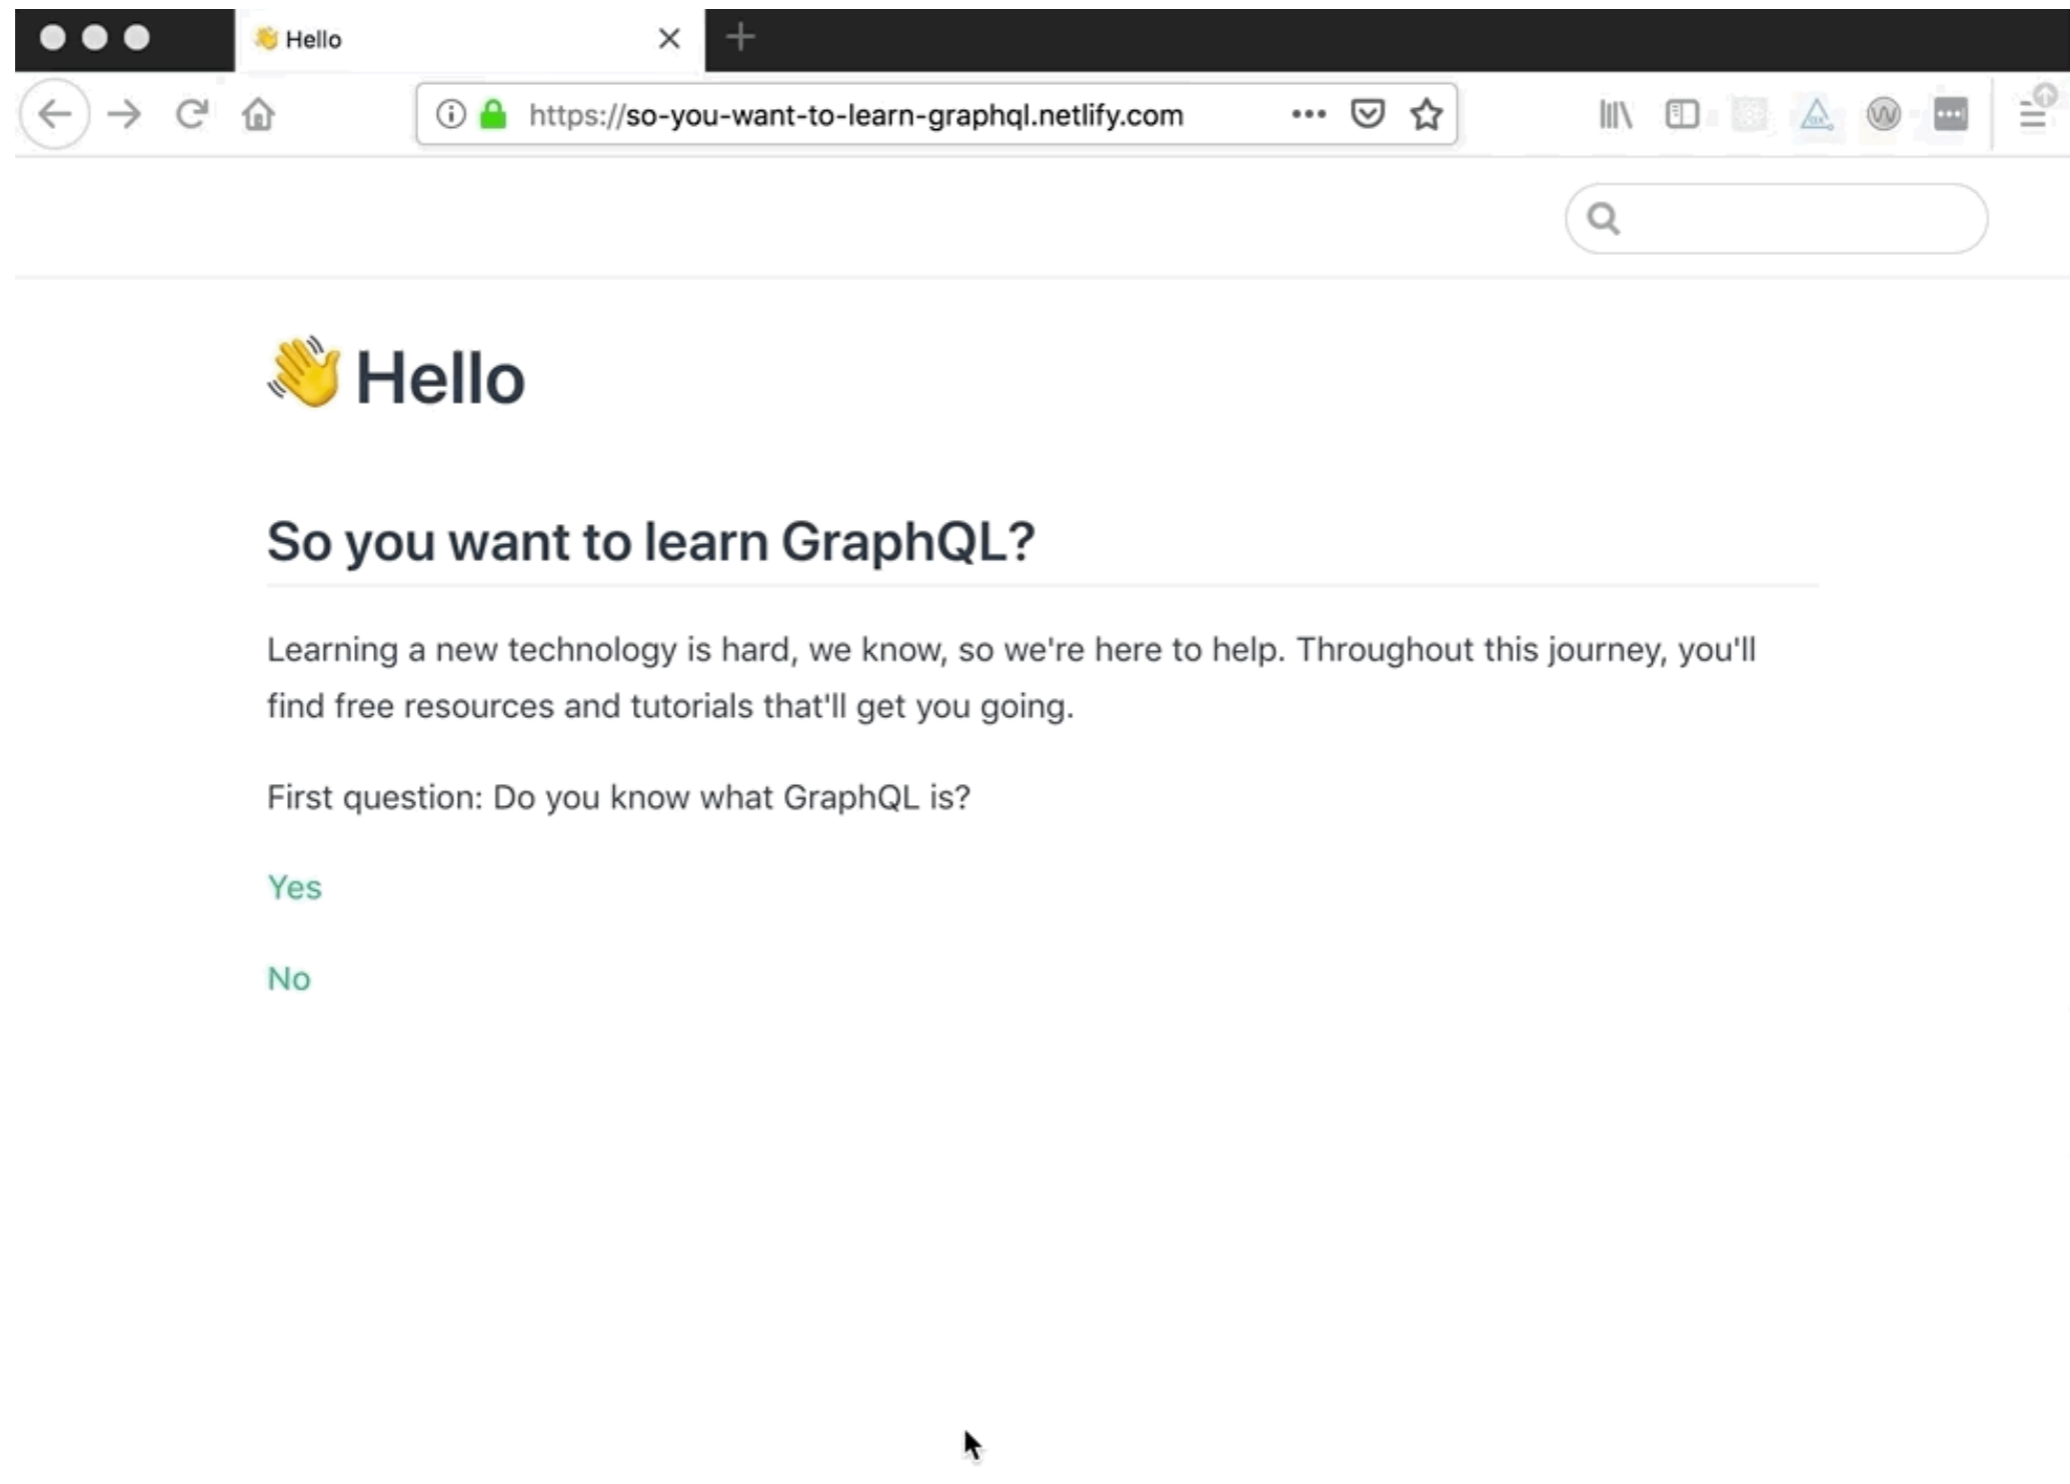 👋 Hello
https://so-you-want-to-learn-graphql.netlify.com
👋 Hello
So you want to learn GraphQL?
Learning a new technology is hard, we know, so we're here to help. Throughout this journey, you'll
find free resources and tutorials that'll get you going.
First question: Do you know what GraphQL is?
Yes
No